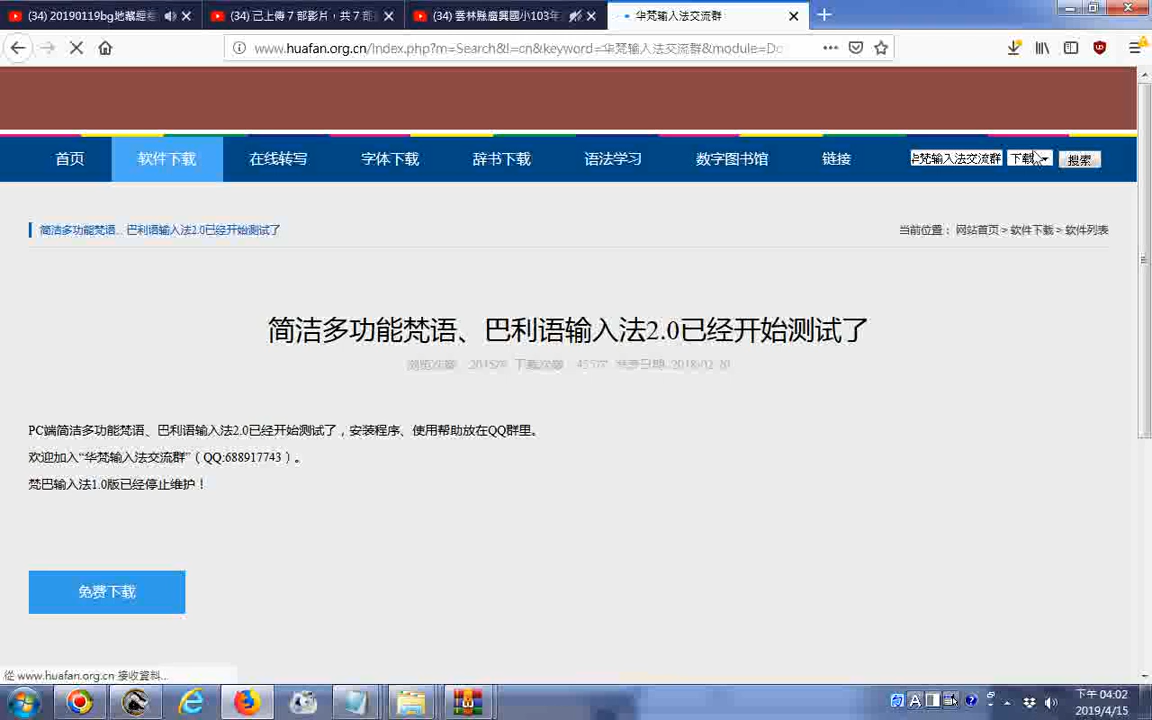 (34) 20190119bg地藏經
(34) 已上傳 7 部影片，共 7 部
(34) 雲林縣麻興國小103年
华梵输入法交流群
www.huafan.org.cn/index.php?m=Search&l=cn&keyword=华梵输入法交流群&module=Do
首页 软件下载 在线转写 字体下载 辞书下载 语法学习 数字图书馆 链接 梵输入法交流群 下载 搜索
简洁多功能梵语、巴利语输入法2.0已经开始测试了
当前位置： 网站首页 > 软件下载 > 软件列表
简洁多功能梵语、巴利语输入法2.0已经开始测试了
浏览次数 下载次数 登录日期
PC端简洁多功能梵语、巴利语输入法2.0已经开始测试了，安装程序、使用帮助放在QQ群里。
欢迎加入“华梵输入法交流群”（QQ:688917743）。
梵巴输入法1.0版已经停止维护！
免费下载
從 www.huafan.org.cn 接收資料...
下午 04:02
2019/4/15